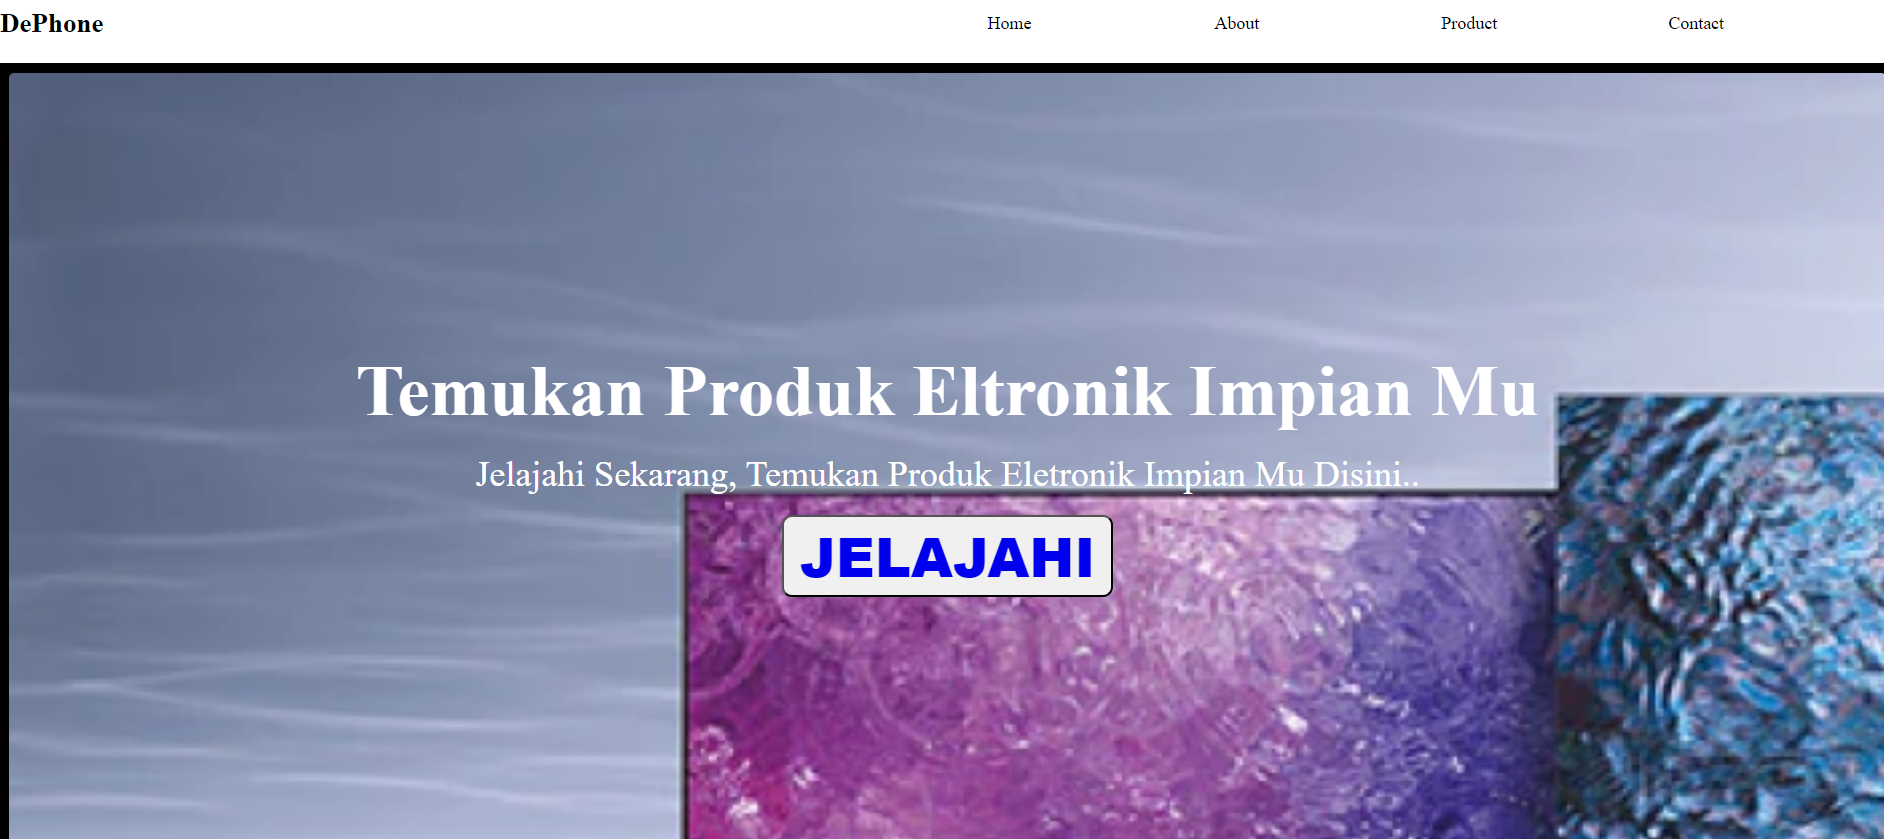 DePhone
Home About Product Contact
Temukan Produk Eltronik Impian Mu
Jelajahi Sekarang, Temukan Produk Eletronik Impian Mu Disini..
JELAJAHI